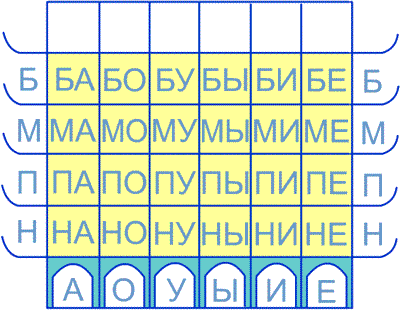 Б БА БО БУ БЫ БИ БЕ Б
М МА МО МУ МЫ МИ МЕ М
П ПА ПО ПУ ПЫ ПИ ПЕ П
Н НА НО НУ НЫ НИ НЕ Н
А О У Ы И Е